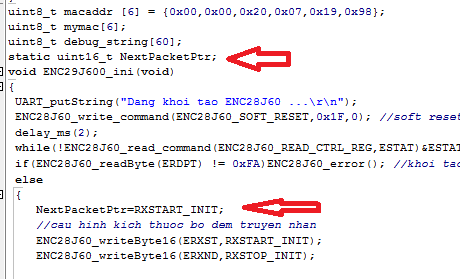 uint8_t macaddr [6] = {0x00,0x00,0x20,0x07,0x19,0x98};
uint8_t mymac[6];
uint8_t debug_string[60];
static uint16_t NextPacketPtr;
void ENC29J600_ini(void)
{
UART_putString("Dang khoi tao ENC28J60 ...\r\n");
ENC28J60_write_command(ENC28J60_SOFT_RESET,0x1F,0); //soft reset
delay_ms(2);
while(!ENC28J60_read_command(ENC28J60_READ_CTRL_REG,ESTAT)&ESTAT
if(ENC28J60_readByte(ERDPT) != 0xFA)ENC28J60_error(); //khoi tao
else
{
NextPacketPtr=RXSTART_INIT;
//cau hinh kich thuoc bo dem truyen nhan
ENC28J60_writeByte16(ERXST,RXSTART_INIT);
ENC28J60_writeByte16(ERXND,RXSTOP_INIT);